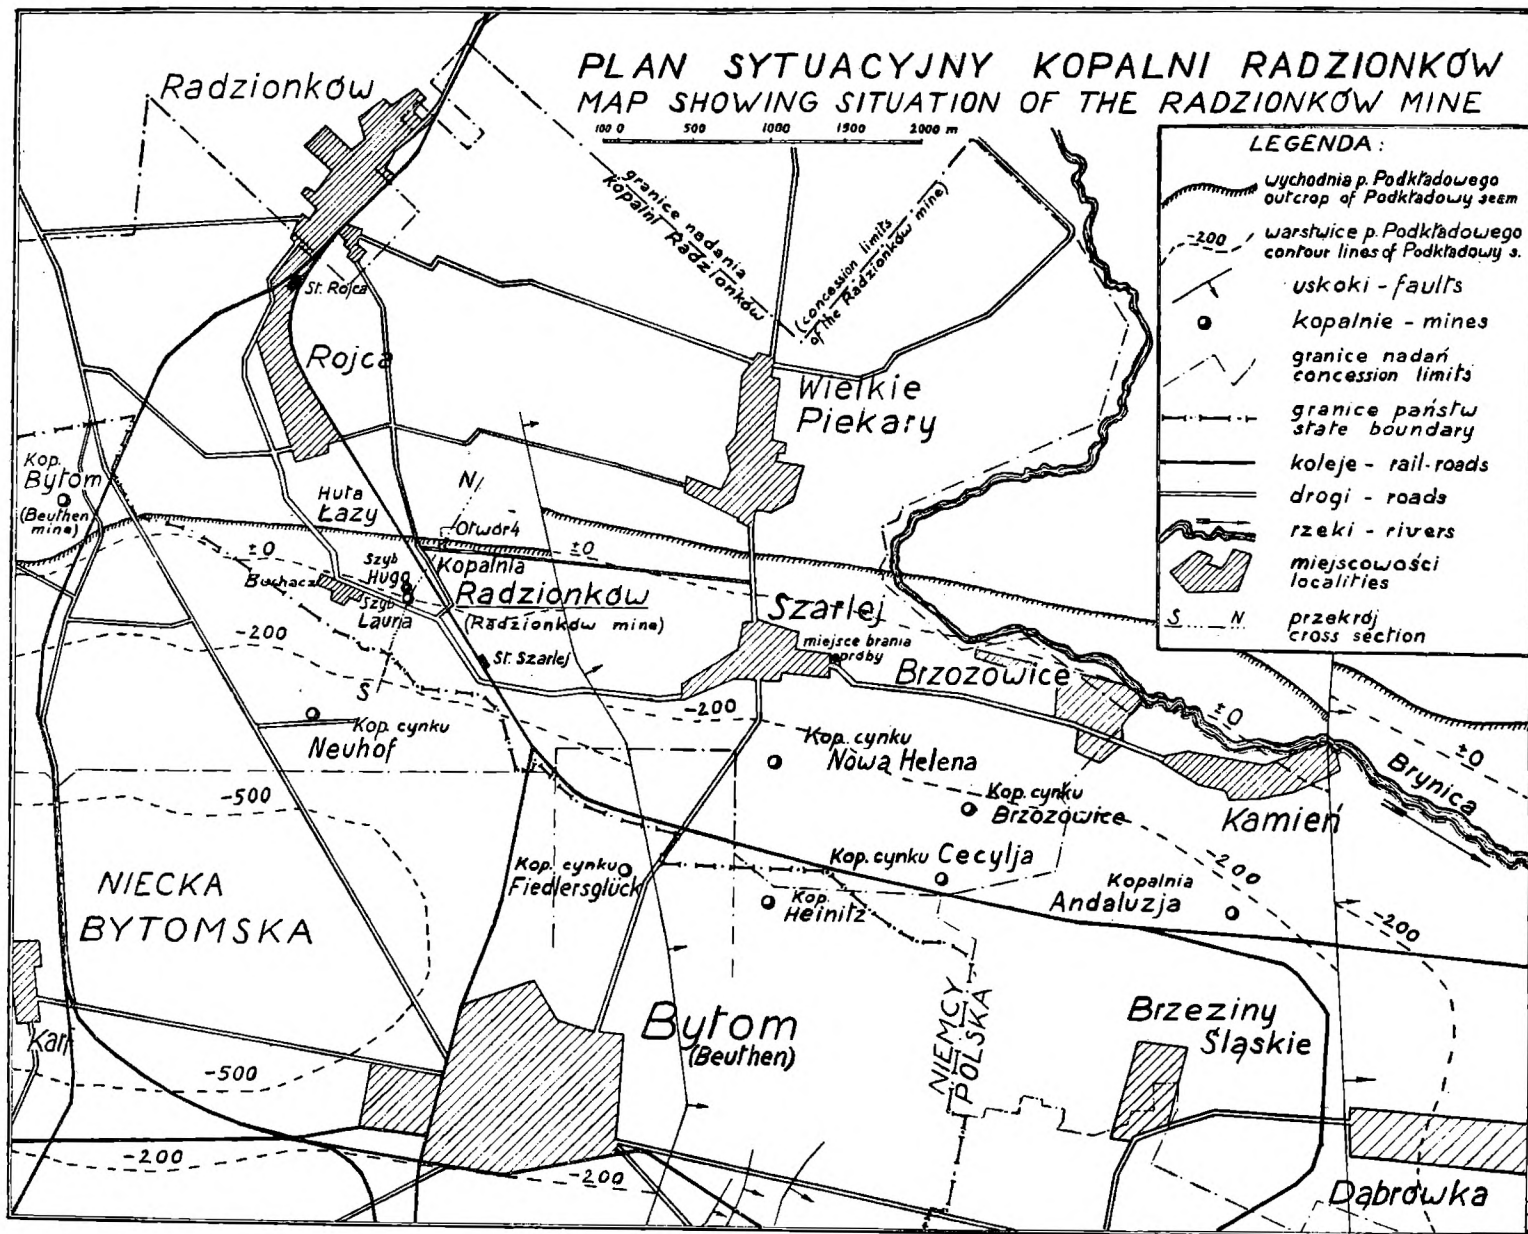 PLAN SYTUACYJNY KOPALNI RADZIONKÓW
MAP SHOWING SITUATION OF THE RADZIONKÓW MINE
100 0 500 1000 1500 2000 m
LEGENDA:
wychodnia p. Podkładowego
outcrop of Podkładowy seam
-200
warstwice p. Podkładowego
contour lines of Podkładowy s.
uskoki - faults
kopalnie - mines
granice nadań
concession limits
granice państw
state boundary
koleje - rail-roads
drogi - roads
rzeki - rivers
miejscowości
localities
S N
przekrój
cross section
Radzionków
granice nadania
kopalni Radzionków
(concession limits
of the Radzionków mine)
St. Rojca
Rojca
Wielkie
Piekary
Kop.
Bytom
(Beuthen
mine)
Huta
Łazy
N
Otwór 4
±0
±0
Szyb
Hugo
Kopalnia
Buchacz
Radzionków
(Radzionków mine)
Szyb
Laura
Szarlej
miejsce brania
próby
St. Szarlej
Brzozowice
-200
S
-200
±0
±0
Kop. cynku
Neuhof
Kop. cynku
Nowa Helena
Brynica
-500
Kop. cynku
Brzozowice
Kamień
Kop. cynku
Fiedlersglück
Kop. cynku Cecylja
-200
NIECKA
BYTOMSKA
Kop.
Heinitz
Kopalnia
Andaluzja
-200
NIEMCY
POLSKA
Bytom
(Beuthen)
Brzeziny
Śląskie
Karf
-500
-200
-200
Dąbrówka